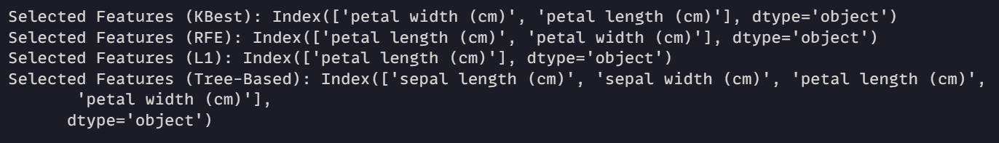 Selected Features (KBest): Index(['petal width (cm)', 'petal length (cm)'], dtype='object')
Selected Features (RFE): Index(['petal length (cm)', 'petal width (cm)'], dtype='object')
Selected Features (L1): Index(['petal length (cm)'], dtype='object')
Selected Features (Tree-Based): Index(['sepal length (cm)', 'sepal width (cm)', 'petal length (cm)',
       'petal width (cm)'],
      dtype='object')